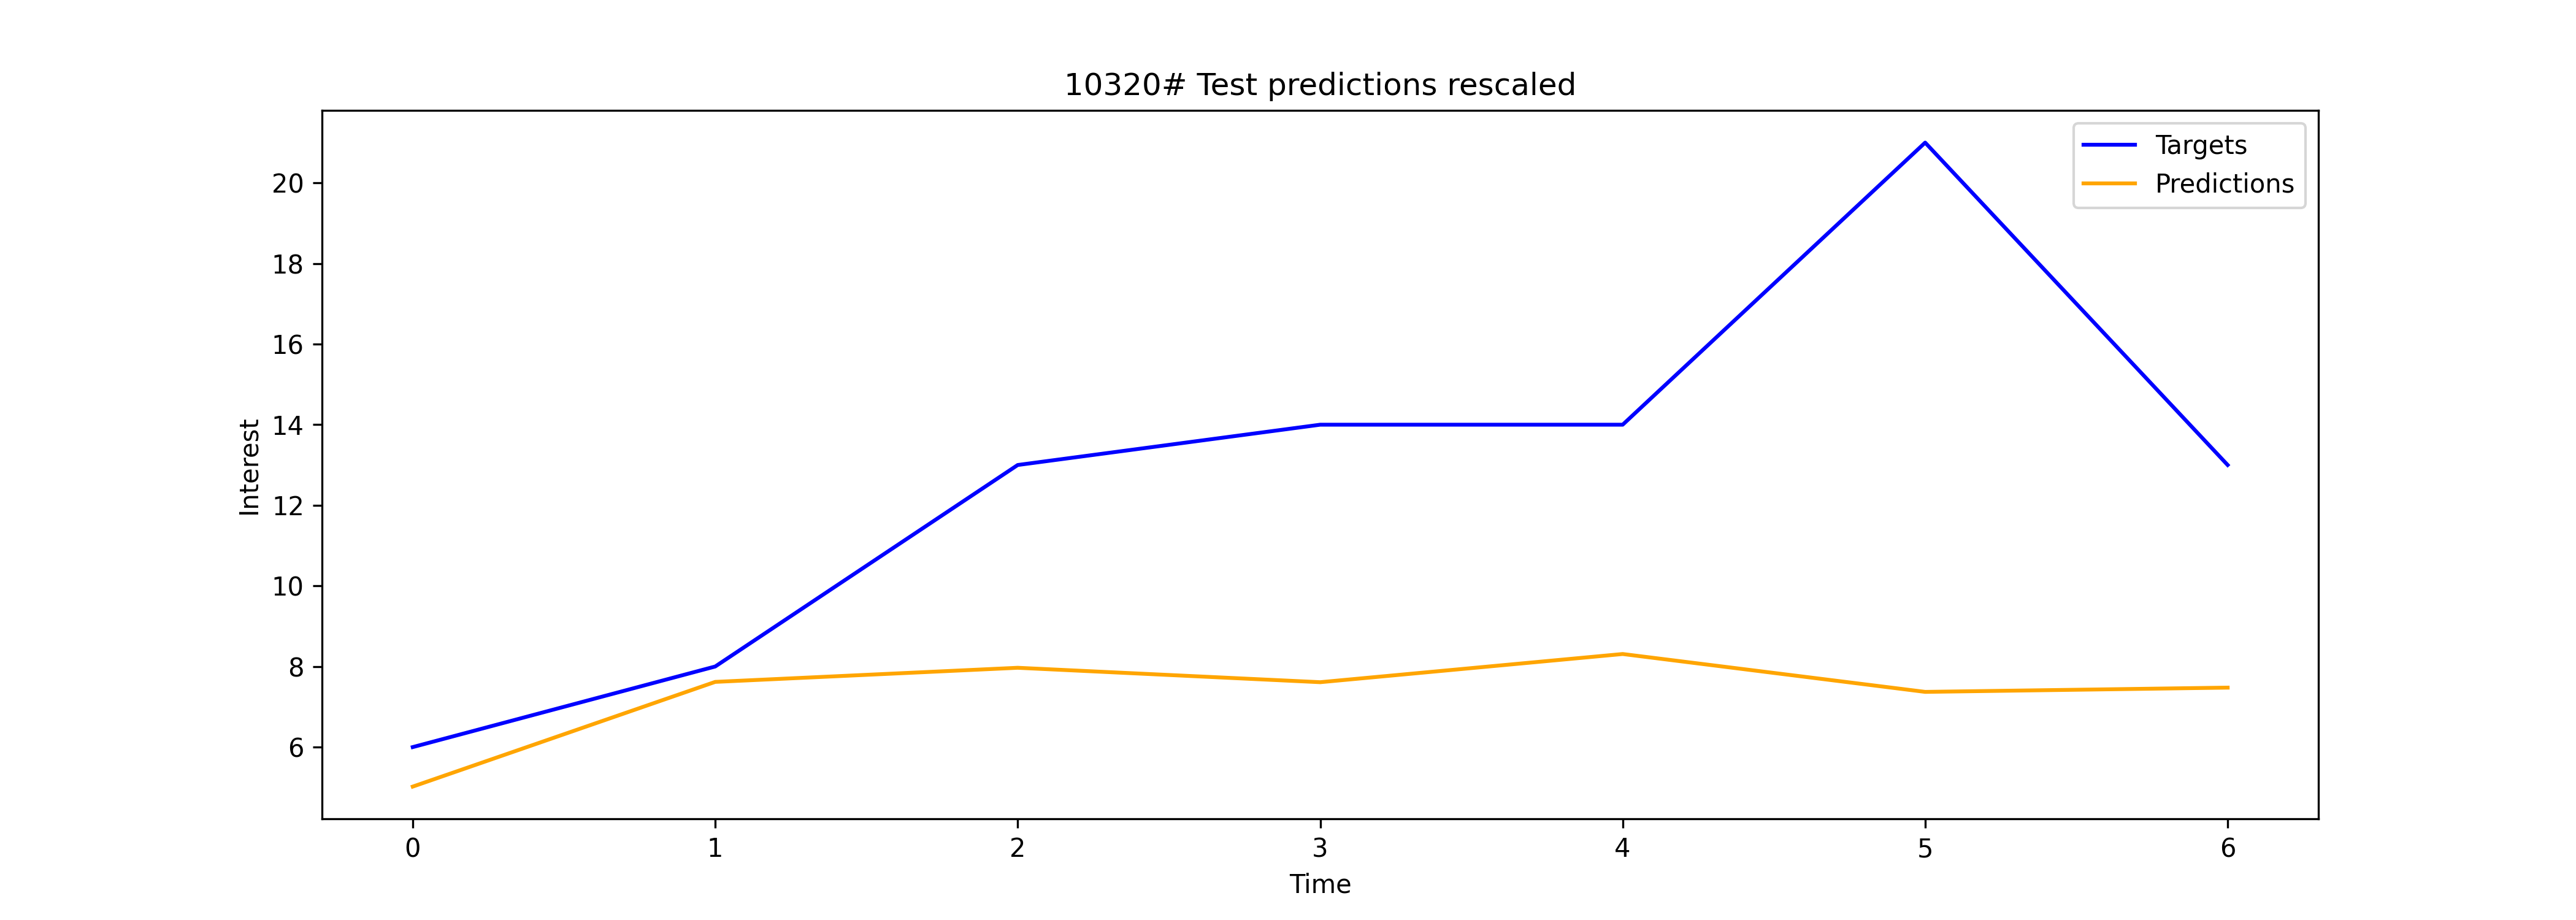 10320# Test predictions rescaled
Targets
Predictions
Interest
20
18
16
14
12
10
8
6
0 1 2 3 4 5 6
Time